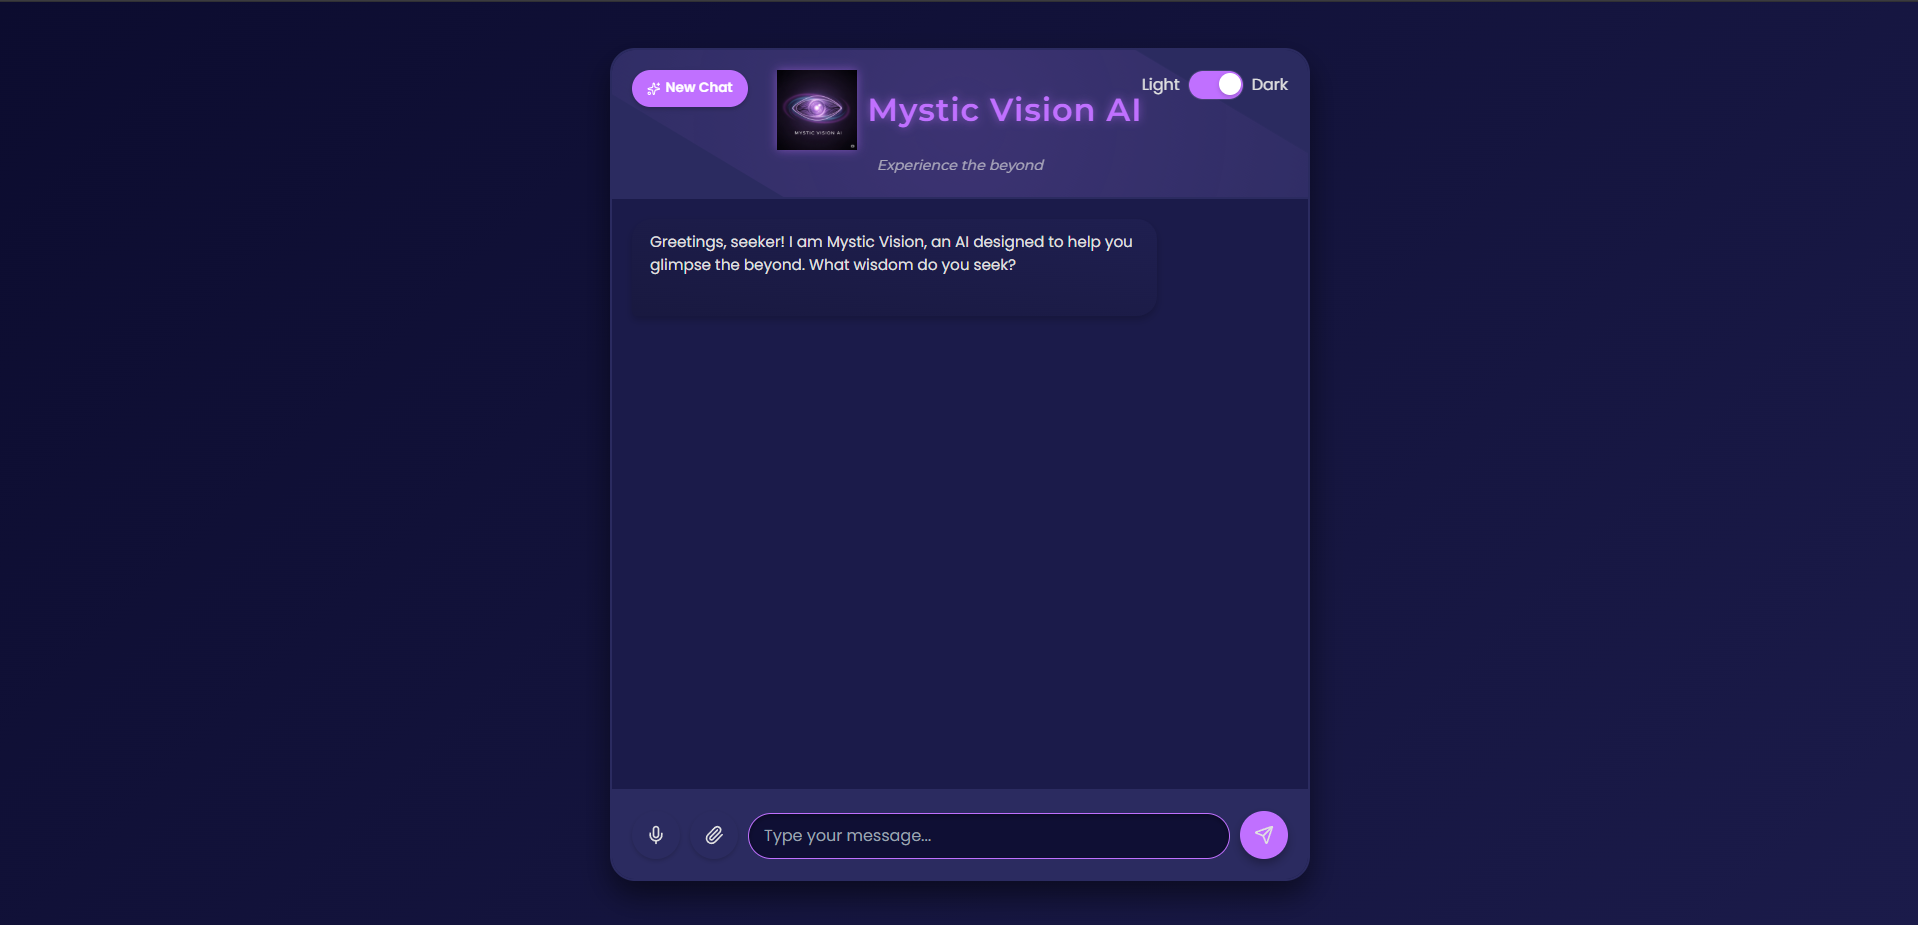 New Chat
MYSTIC VISION AI
Mystic Vision AI
Light
Dark
Experience the beyond
Greetings, seeker! I am Mystic Vision, an AI designed to help you
glimpse the beyond. What wisdom do you seek?
Type your message...